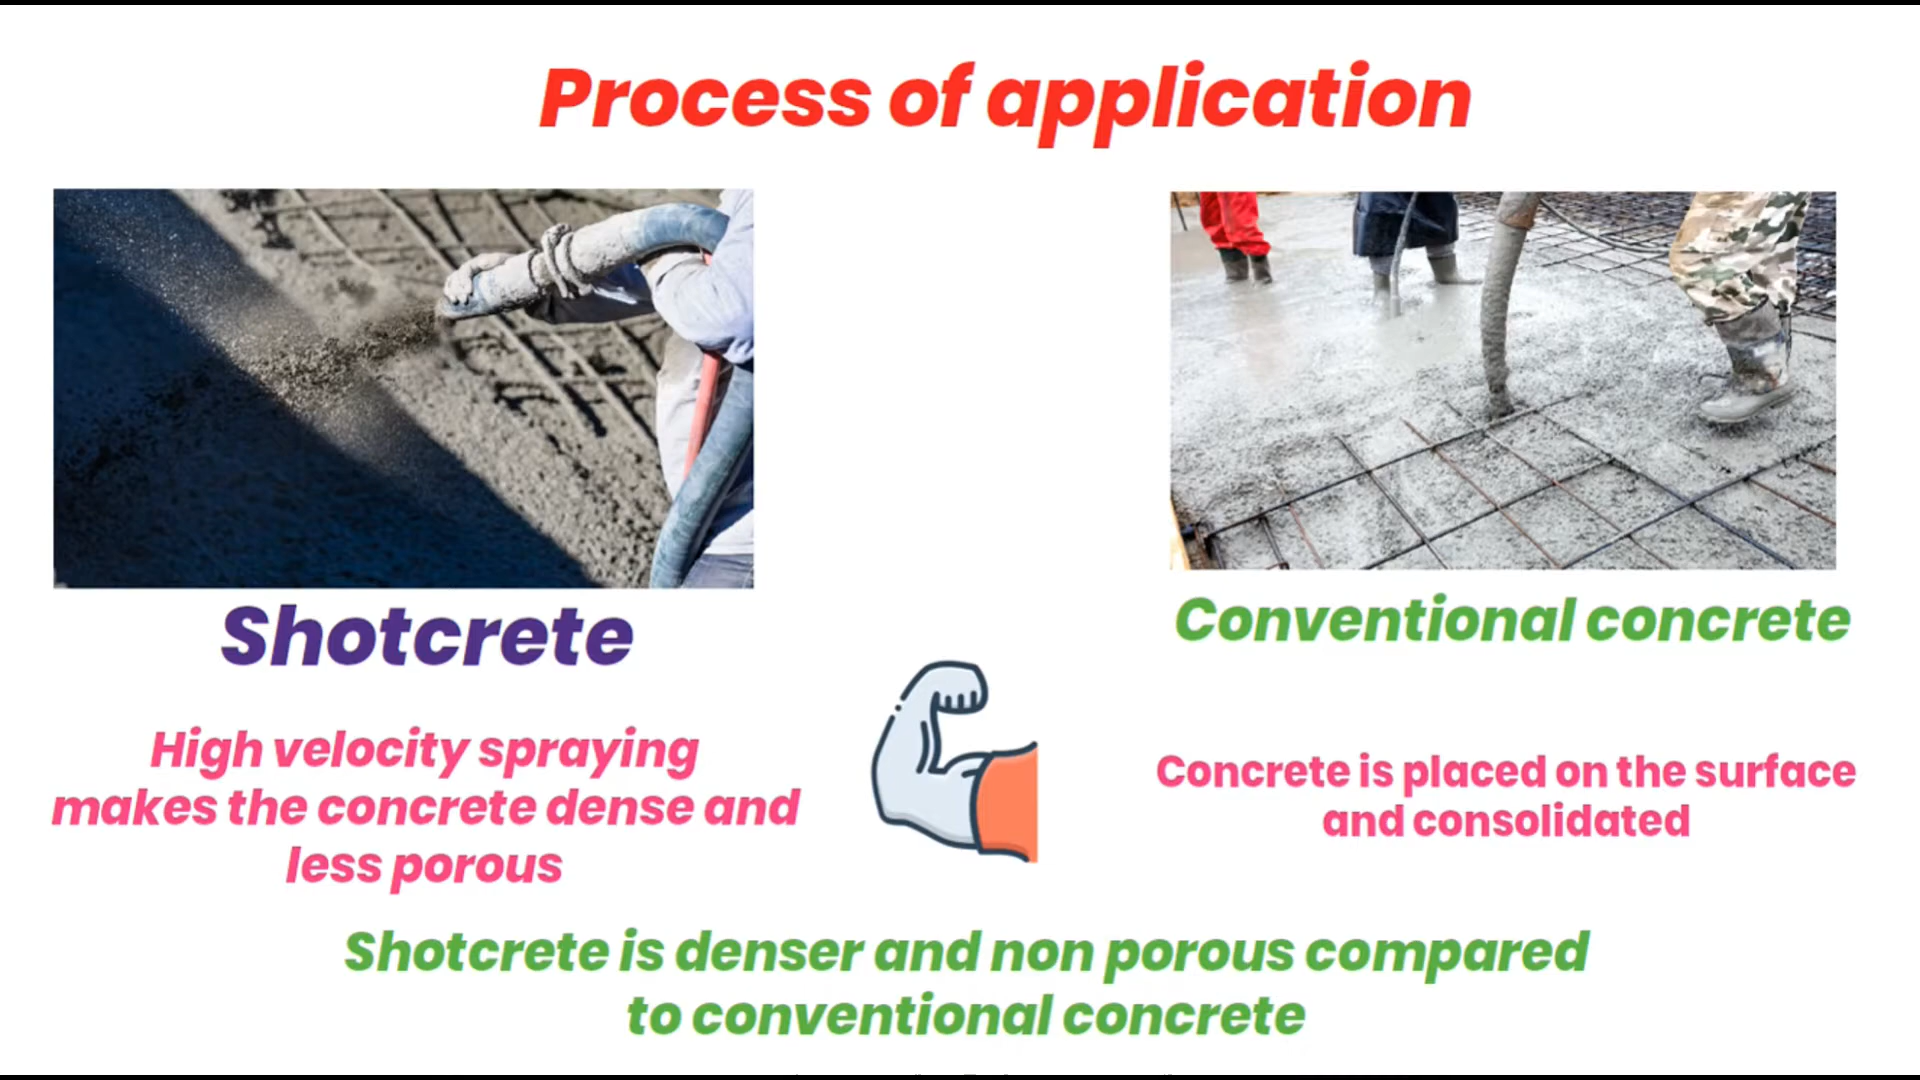 Process of application
Shotcrete
Conventional concrete
High velocity spraying
makes the concrete dense and
less porous
Concrete is placed on the surface
and consolidated
Shotcrete is denser and non porous compared
to conventional concrete